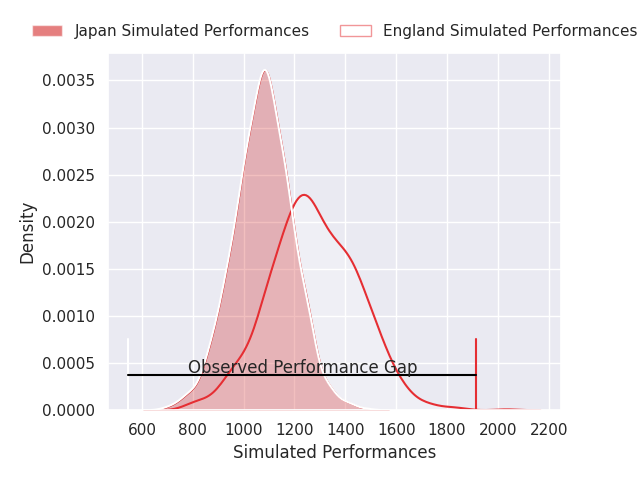 Japan Simulated Performances England Simulated Performances
0.0035
0.0030
0.0025
0.0020
0.0015
0.0010
0.0005
0.0000
Density
Observed Performance Gap
600 800 1000 1200 1400 1600 1800 2000 2200
Simulated Performances